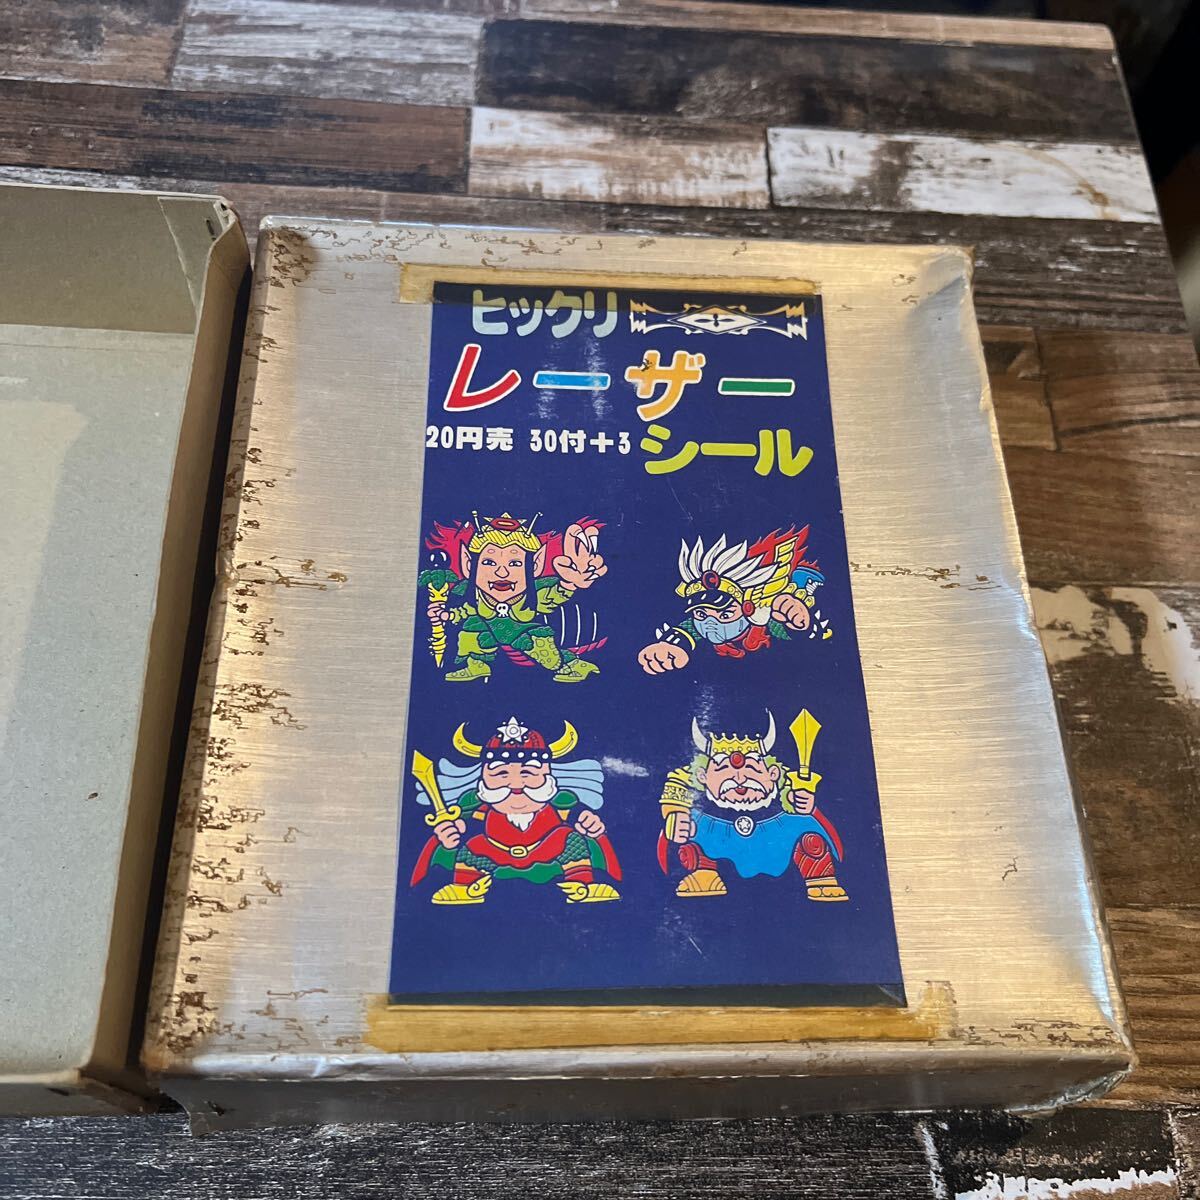 ヒックリ
レーザー
20円売 30付+3
シール